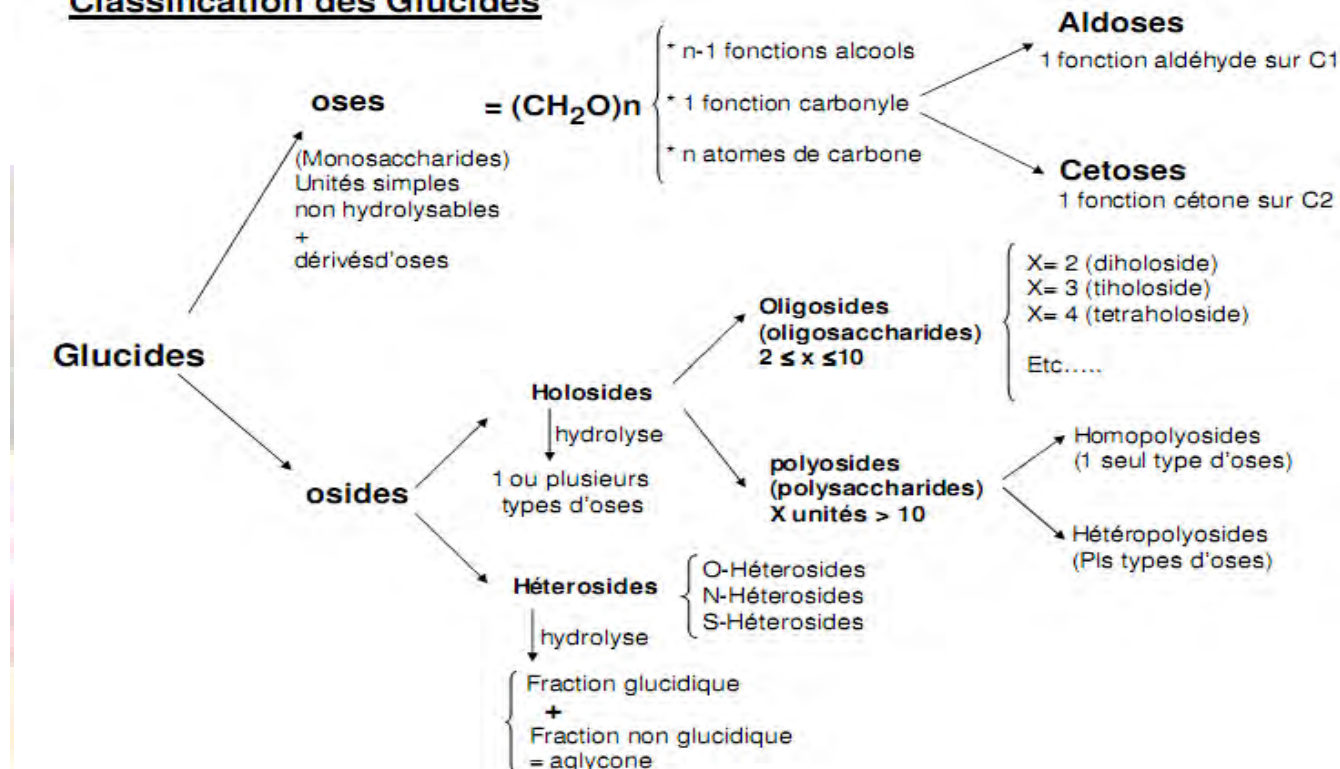 Classification des Glucides
oses
(Monosaccharides)
Unités simples
non hydrolysables
+
dérivésd'oses
= (CH₂O)n
* n-1 fonctions alcools
* 1 fonction carbonyle
* n atomes de carbone
Aldoses
1 fonction aldéhyde sur C1
Cetoses
1 fonction cétone sur C2
Glucides
osides
Holosides
hydrolyse
1 ou plusieurs
types d'oses
Oligosides
(oligosaccharides)
2 ≤ x ≤10
X= 2 (diholoside)
X= 3 (tiholoside)
X= 4 (tetraholoside)
Etc.....
polyosides
(polysaccharides)
X unités > 10
Homopolyosides
(1 seul type d'oses)
Hétéropolyosides
(Pls types d'oses)
Héterosides
O-Héterosides
N-Héterosides
S-Héterosides
hydrolyse
Fraction glucidique
+
Fraction non glucidique
= aglycone